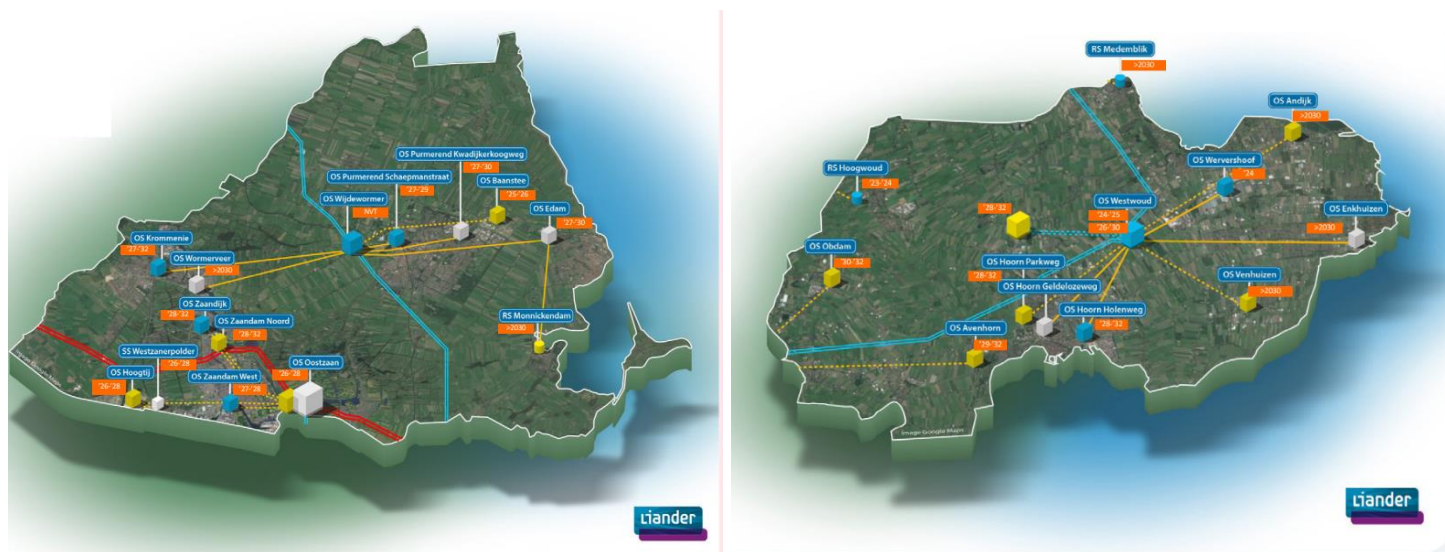 OS Purmerend Kwadijkerkoogweg
'27-'30
OS Purmerend Schaepmanstraat
'27-'29
OS Baanstee
'25-'26
OS Wijdewormer
NVT
OS Edam
'27-'30
OS Krommenie
'27-'32
OS Wormerveer
>2030
OS Zaandijk
'28-'32
OS Zaandam Noord
'28-'32
RS Monnickendam
>2030
SS Westzanerpolder
'26-'28
OS Oostzaan
'26-'28
OS Hoogtij
'26-'28
OS Zaandam West
'27-'28
Liander
RS Medemblik
>2030
OS Andijk
>2030
RS Hoogwoud
'23-'24
OS Wervershoof
'24
OS Westwoud
'24-'25
'26-'30
'28-'32
OS Enkhuizen
>2030
OS Obdam
'30-'32
OS Hoorn Parkweg
'28-'32
OS Hoorn Geldelozeweg
OS Venhuizen
>2030
OS Hoorn Holenweg
'28-'32
OS Avenhorn
'29-'32
Image Google Maps
Liander